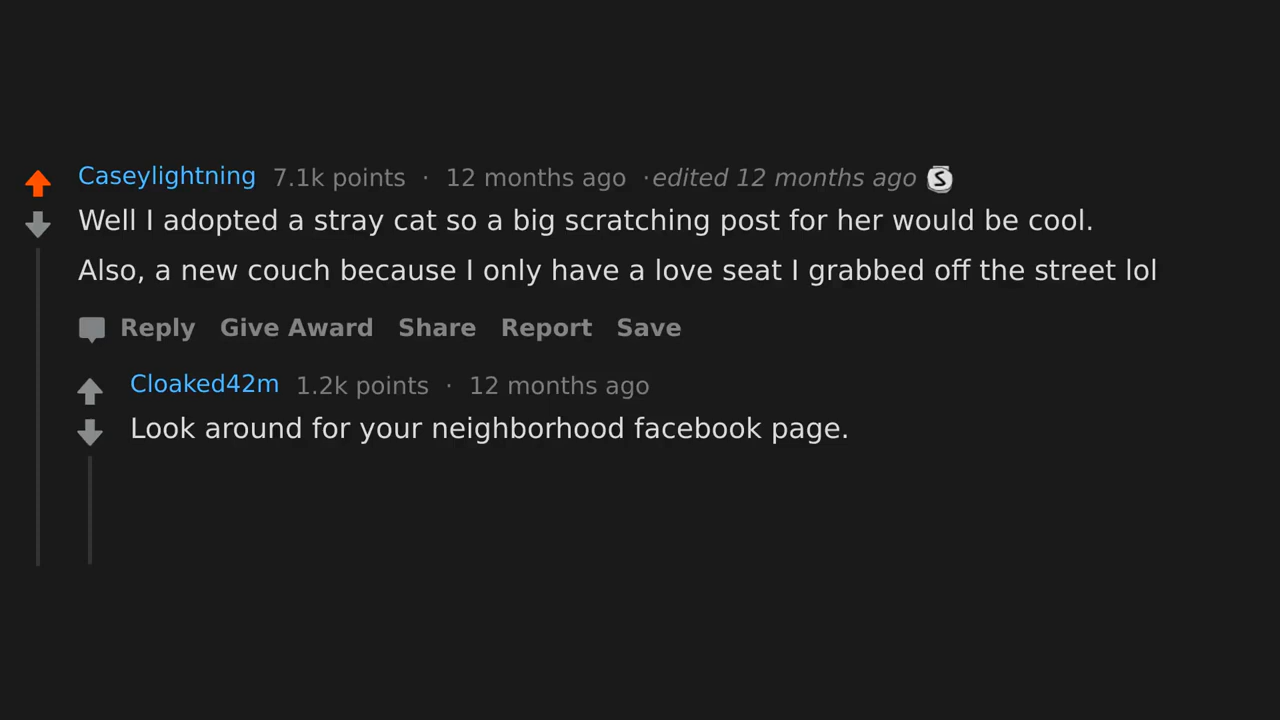 Caseylightning 7.1k points · 12 months ago · edited 12 months ago S
Well I adopted a stray cat so a big scratching post for her would be cool.
Also, a new couch because I only have a love seat I grabbed off the street lol
Reply Give Award Share Report Save
Cloaked42m 1.2k points · 12 months ago
Look around for your neighborhood facebook page.